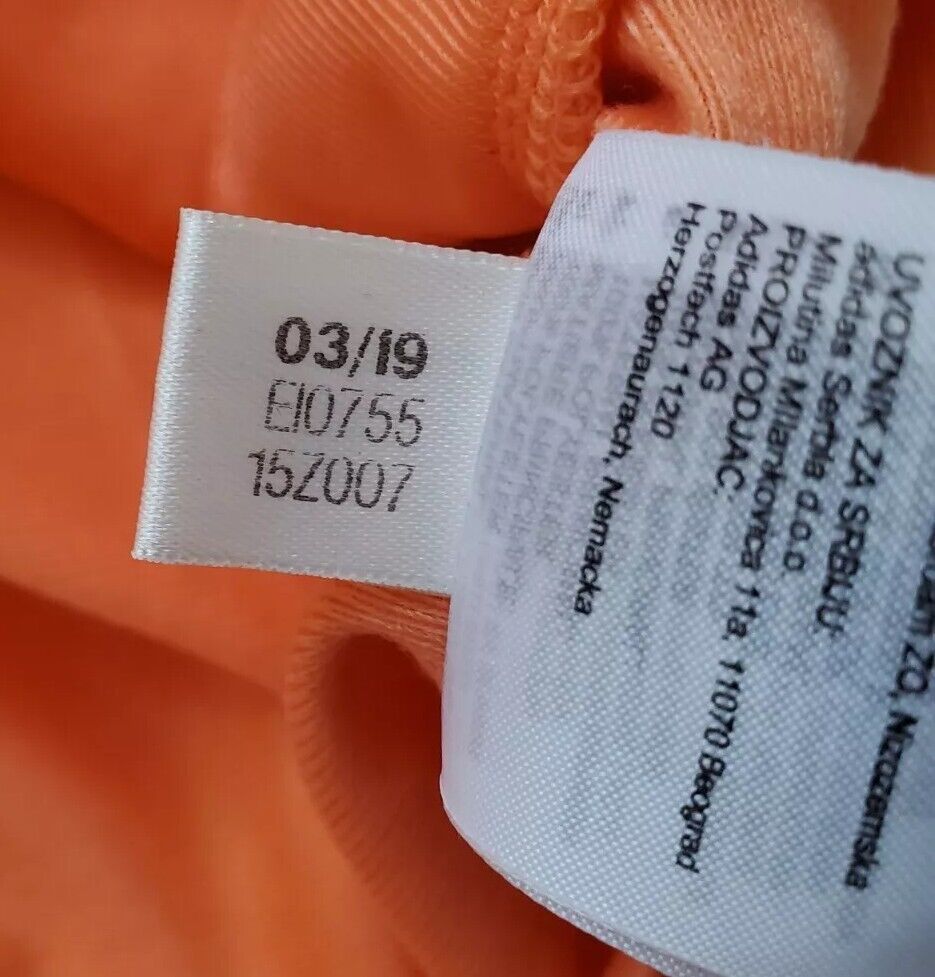 03/19
EI0755
15Z007
Nizozemska
UVOZNIK ZA SRBIJU:
adidas Serbia d.o.o
Milutina Milankovica 11a, 11070 Beograd
PROIZVODJAC:
Adidas AG
Postfach 1120
Herzogenaurach, Nemacka